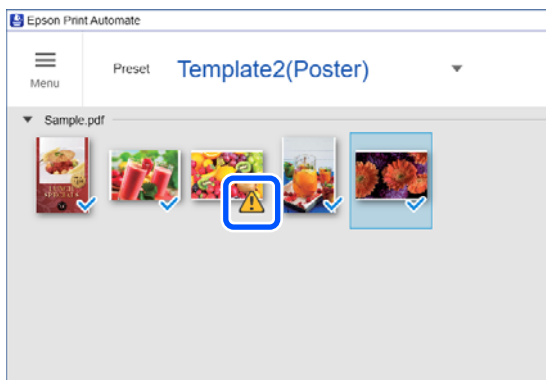 Epson Print Automate
Menu
Preset
Template2(Poster)
Sample.pdf